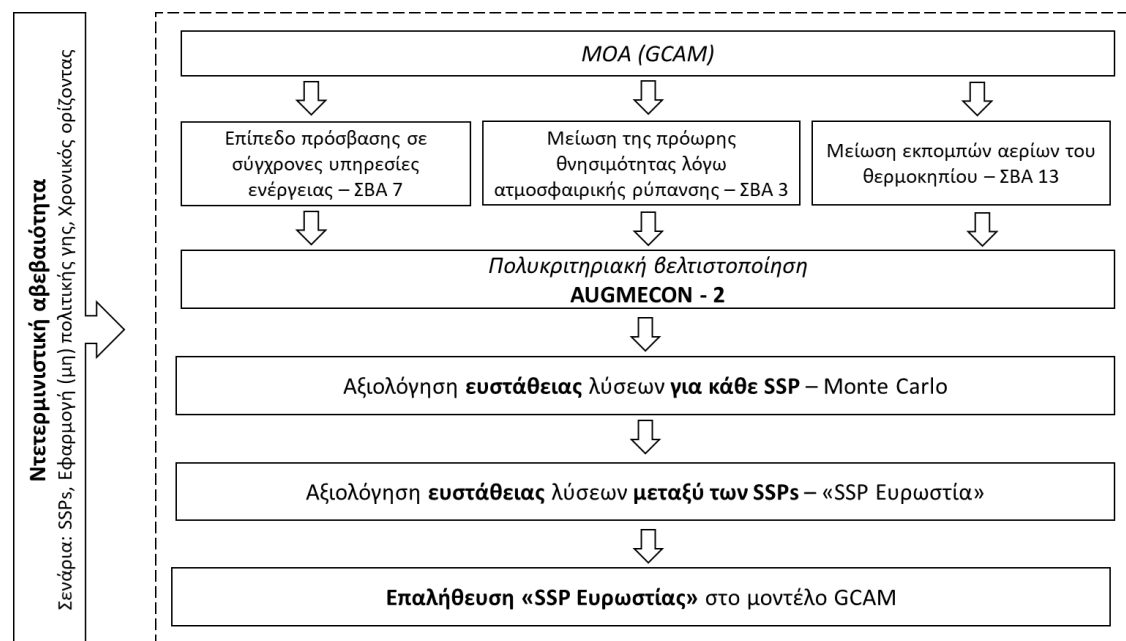 Ντετερμινιστική αβεβαιότητα
Σενάρια: SSPs, Εφαρμογή (μη) πολιτικής γης, Χρονικός ορίζοντας
ΜΟΑ (GCAM)
Επίπεδο πρόσβασης σε
σύγχρονες υπηρεσίες
ενέργειας – ΣΒΑ 7
Μείωση της πρόωρης
θνησιμότητας λόγω
ατμοσφαιρικής ρύπανσης – ΣΒΑ 3
Μείωση εκπομπών αερίων του
θερμοκηπίου – ΣΒΑ 13
Πολυκριτηριακή βελτιστοποίηση
AUGMECON - 2
Αξιολόγηση ευστάθειας λύσεων για κάθε SSP – Monte Carlo
Αξιολόγηση ευστάθειας λύσεων μεταξύ των SSPs – «SSP Ευρωστία»
Επαλήθευση «SSP Ευρωστίας» στο μοντέλο GCAM